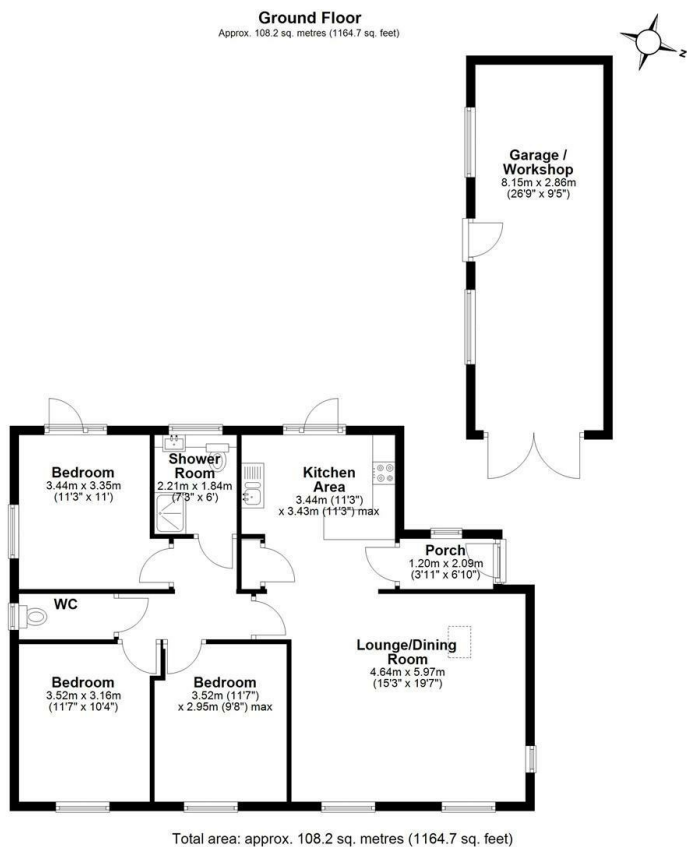 Ground Floor
Approx. 108.2 sq. metres (1164.7 sq. feet)
N
Garage /
Workshop
8.15m x 2.86m
(26'9" x 9'5")
Bedroom
3.44m x 3.35m
(11'3" x 11')
Shower
Room
2.21m x 1.84m
(7'3" x 6')
Kitchen
Area
3.44m (11'3")
x 3.43m (11'3") max
Porch
1.20m x 2.09m
(3'11" x 6'10")
WC
Lounge/Dining
Room
4.64m x 5.97m
(15'3" x 19'7")
Bedroom
3.52m x 3.16m
(11'7" x 10'4")
Bedroom
3.52m (11'7")
x 2.95m (9'8") max
Total area: approx. 108.2 sq. metres (1164.7 sq. feet)